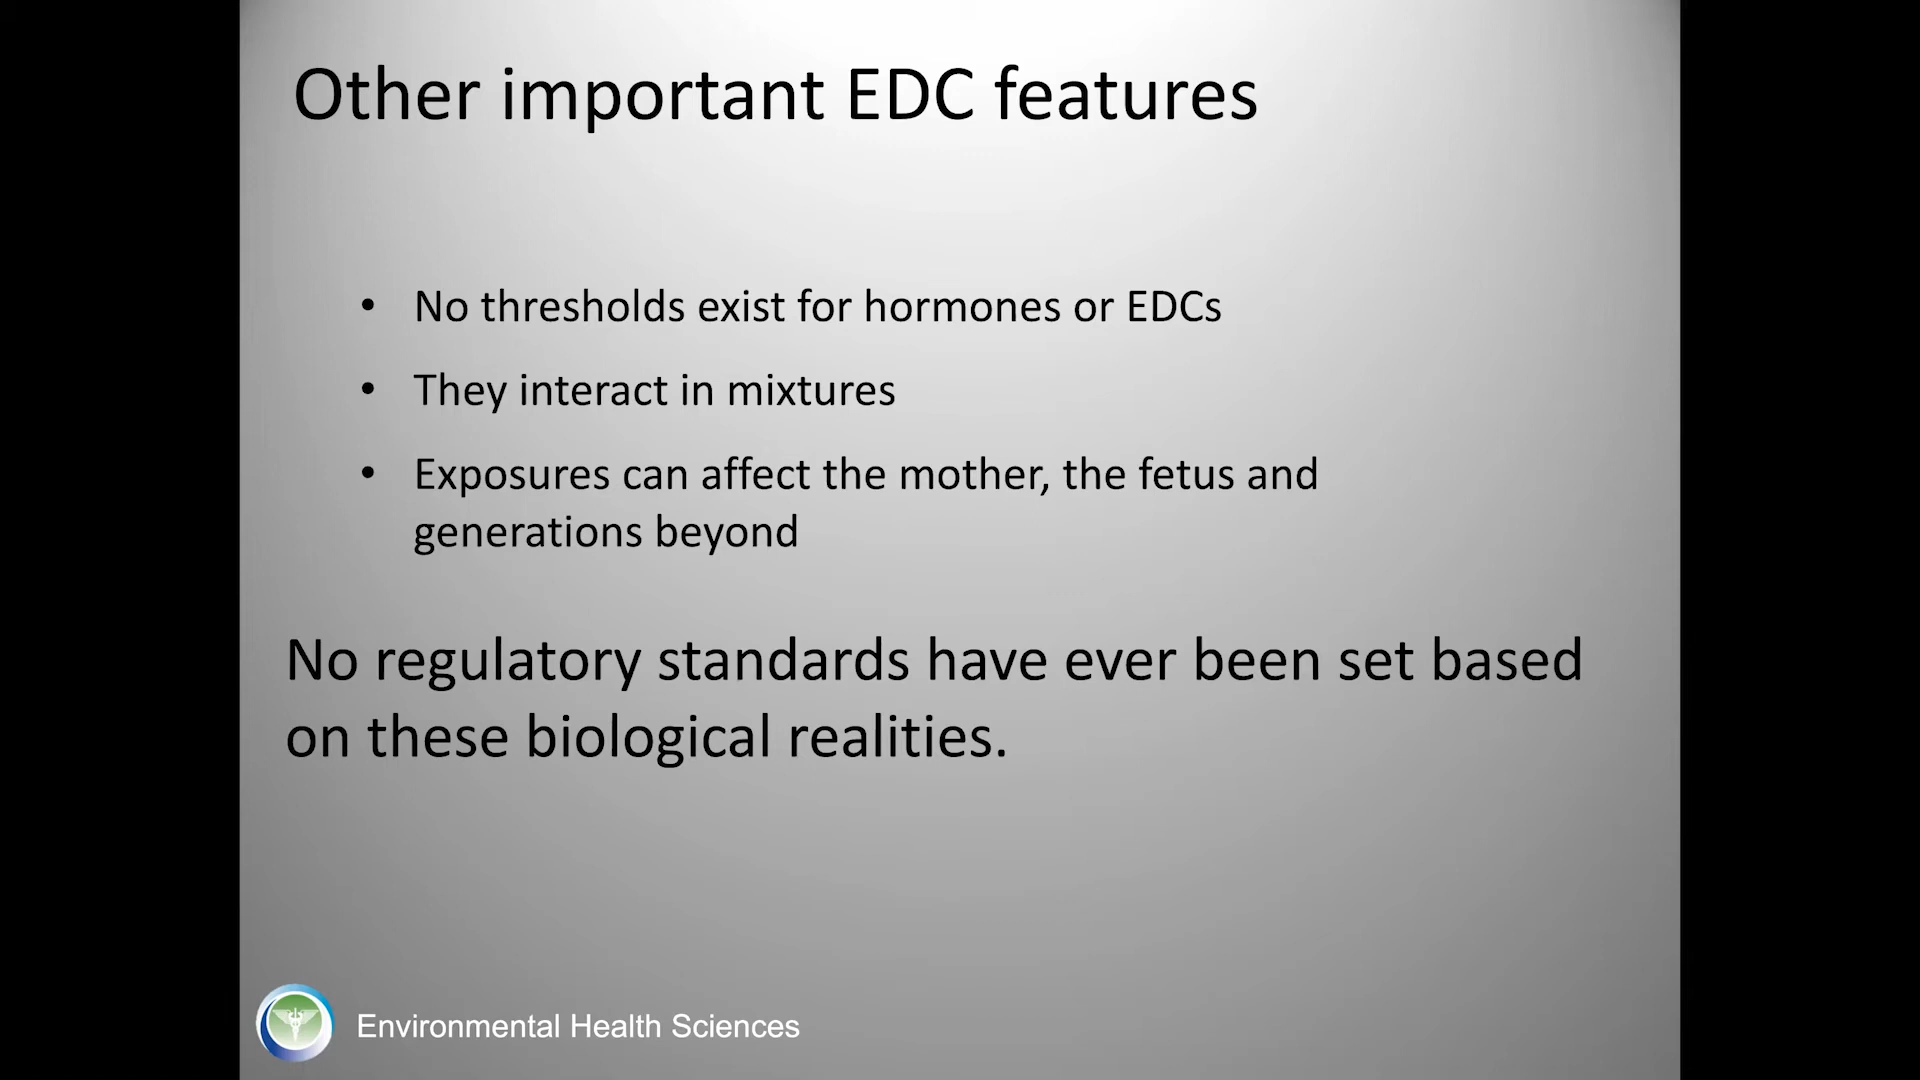 Other important EDC features
• No thresholds exist for hormones or EDCs
• They interact in mixtures
• Exposures can affect the mother, the fetus and
generations beyond
No regulatory standards have ever been set based
on these biological realities.
Environmental Health Sciences